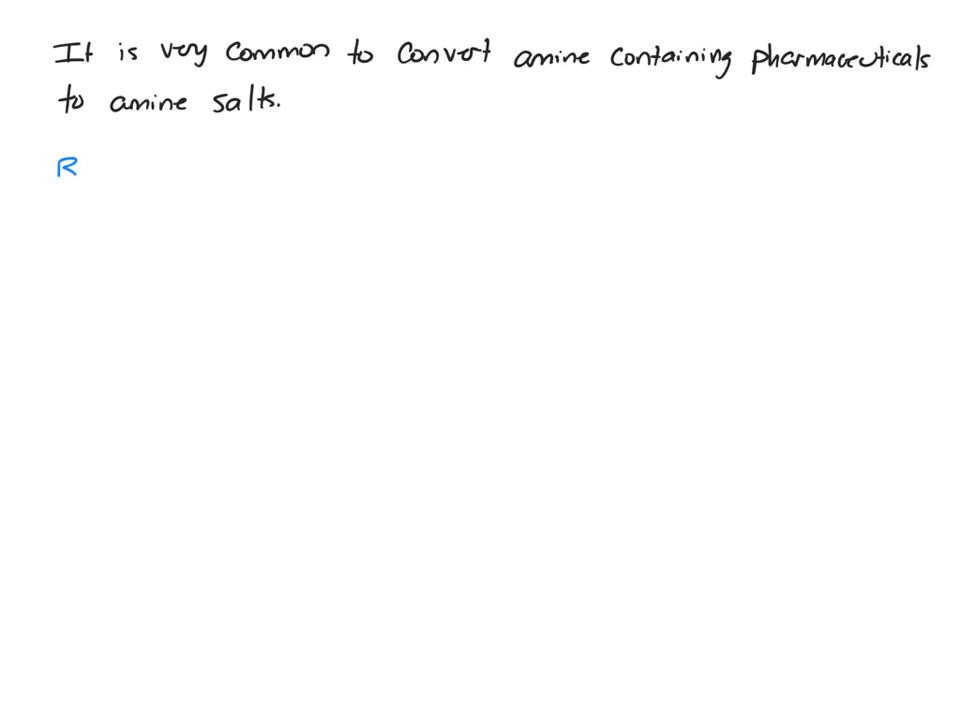 It is very common to convert amine containing pharmaceuticals
to amine salts.
R